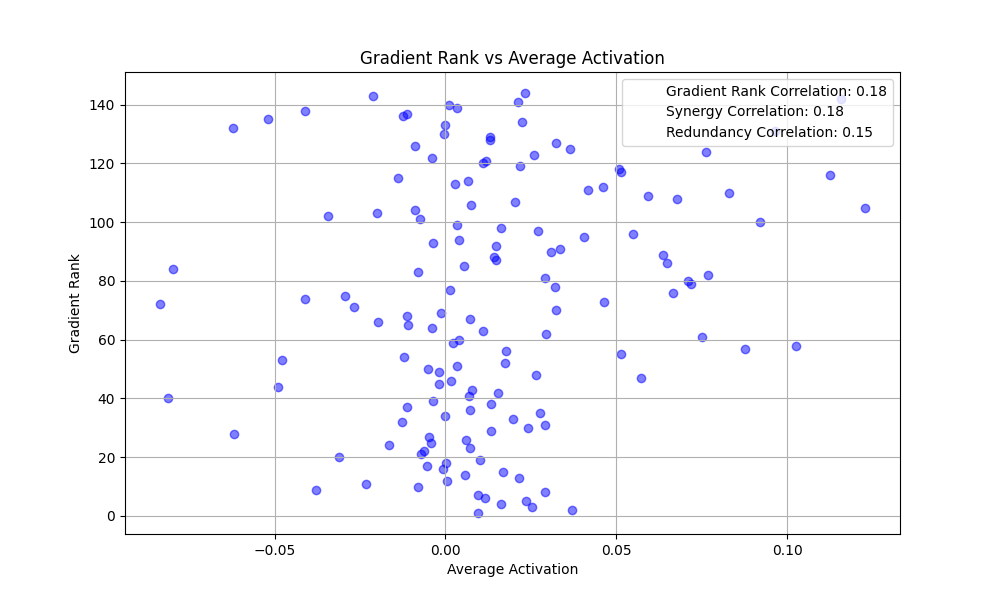 Gradient Rank vs Average Activation
Gradient Rank Correlation: 0.18
Synergy Correlation: 0.18
Redundancy Correlation: 0.15
140
120
100
80
60
40
20
0
Gradient Rank
−0.05
0.00
0.05
0.10
Average Activation